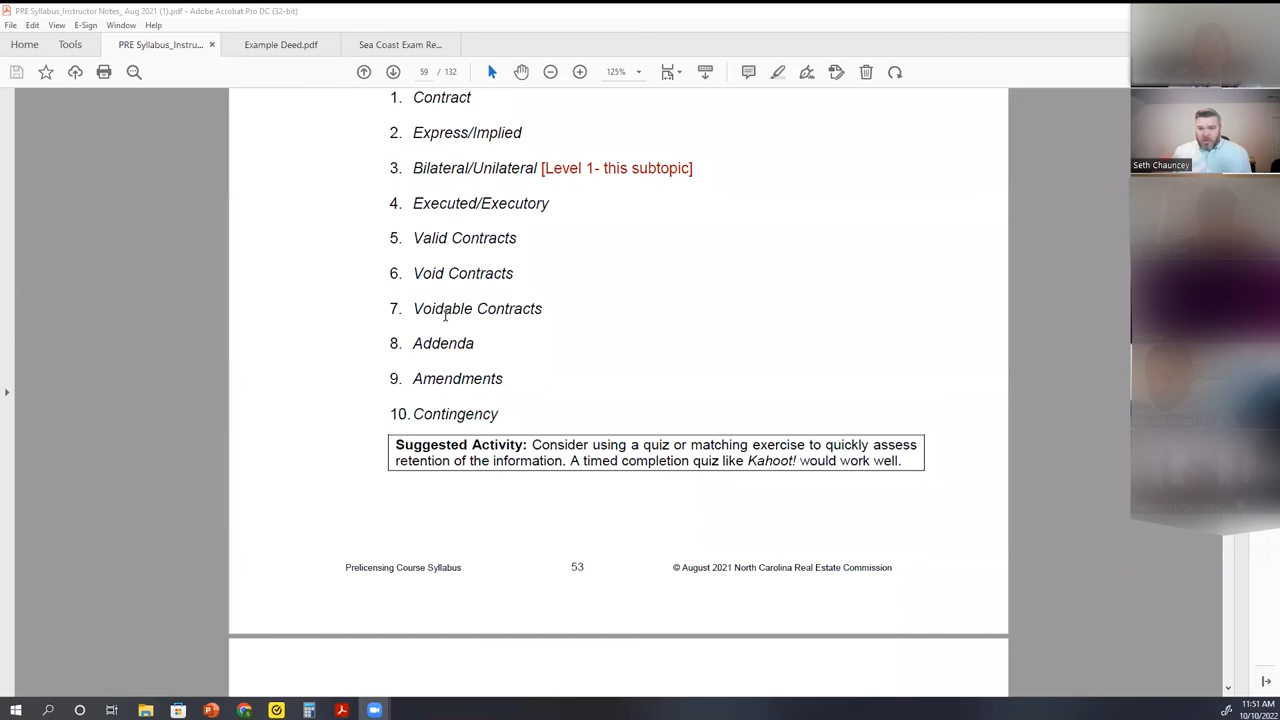 PRE Syllabus_Instructor Notes_ Aug 2021 (1).pdf - Adobe Acrobat Pro DC (32-bit)
File Edit View E-Sign Window Help
Home Tools PRE Syllabus_Instru... × Example Deed.pdf Sea Coast Exam Re...
59 / 132 125%
1. Contract
2. Express/Implied
3. Bilateral/Unilateral [Level 1- this subtopic]
4. Executed/Executory
5. Valid Contracts
6. Void Contracts
7. Voidable Contracts
8. Addenda
9. Amendments
10. Contingency
Suggested Activity: Consider using a quiz or matching exercise to quickly assess
retention of the information. A timed completion quiz like Kahoot! would work well.
Prelicensing Course Syllabus 53 © August 2021 North Carolina Real Estate Commission
Seth Chauncey
11:51 AM
10/10/2022